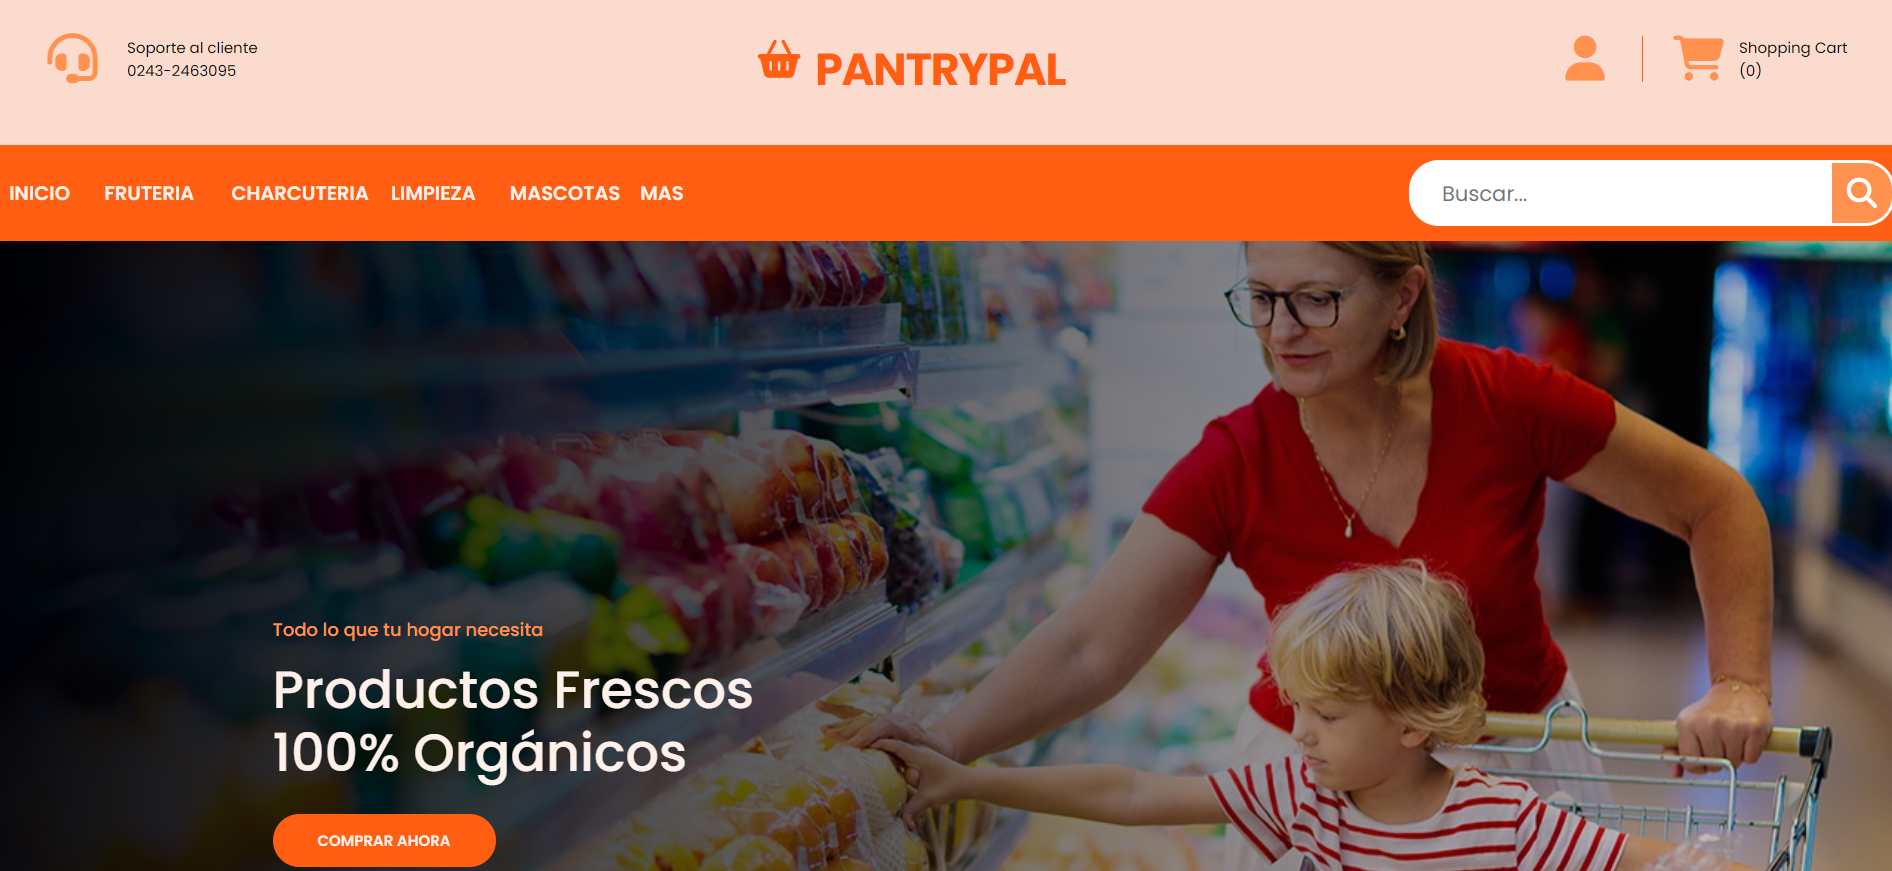 Soporte al cliente
0243-2463095
PANTRYPAL
Shopping Cart
(0)
INICIO FRUTERIA CHARCUTERIA LIMPIEZA MASCOTAS MAS
Buscar...
Todo lo que tu hogar necesita
Productos Frescos
100% Orgánicos
COMPRAR AHORA